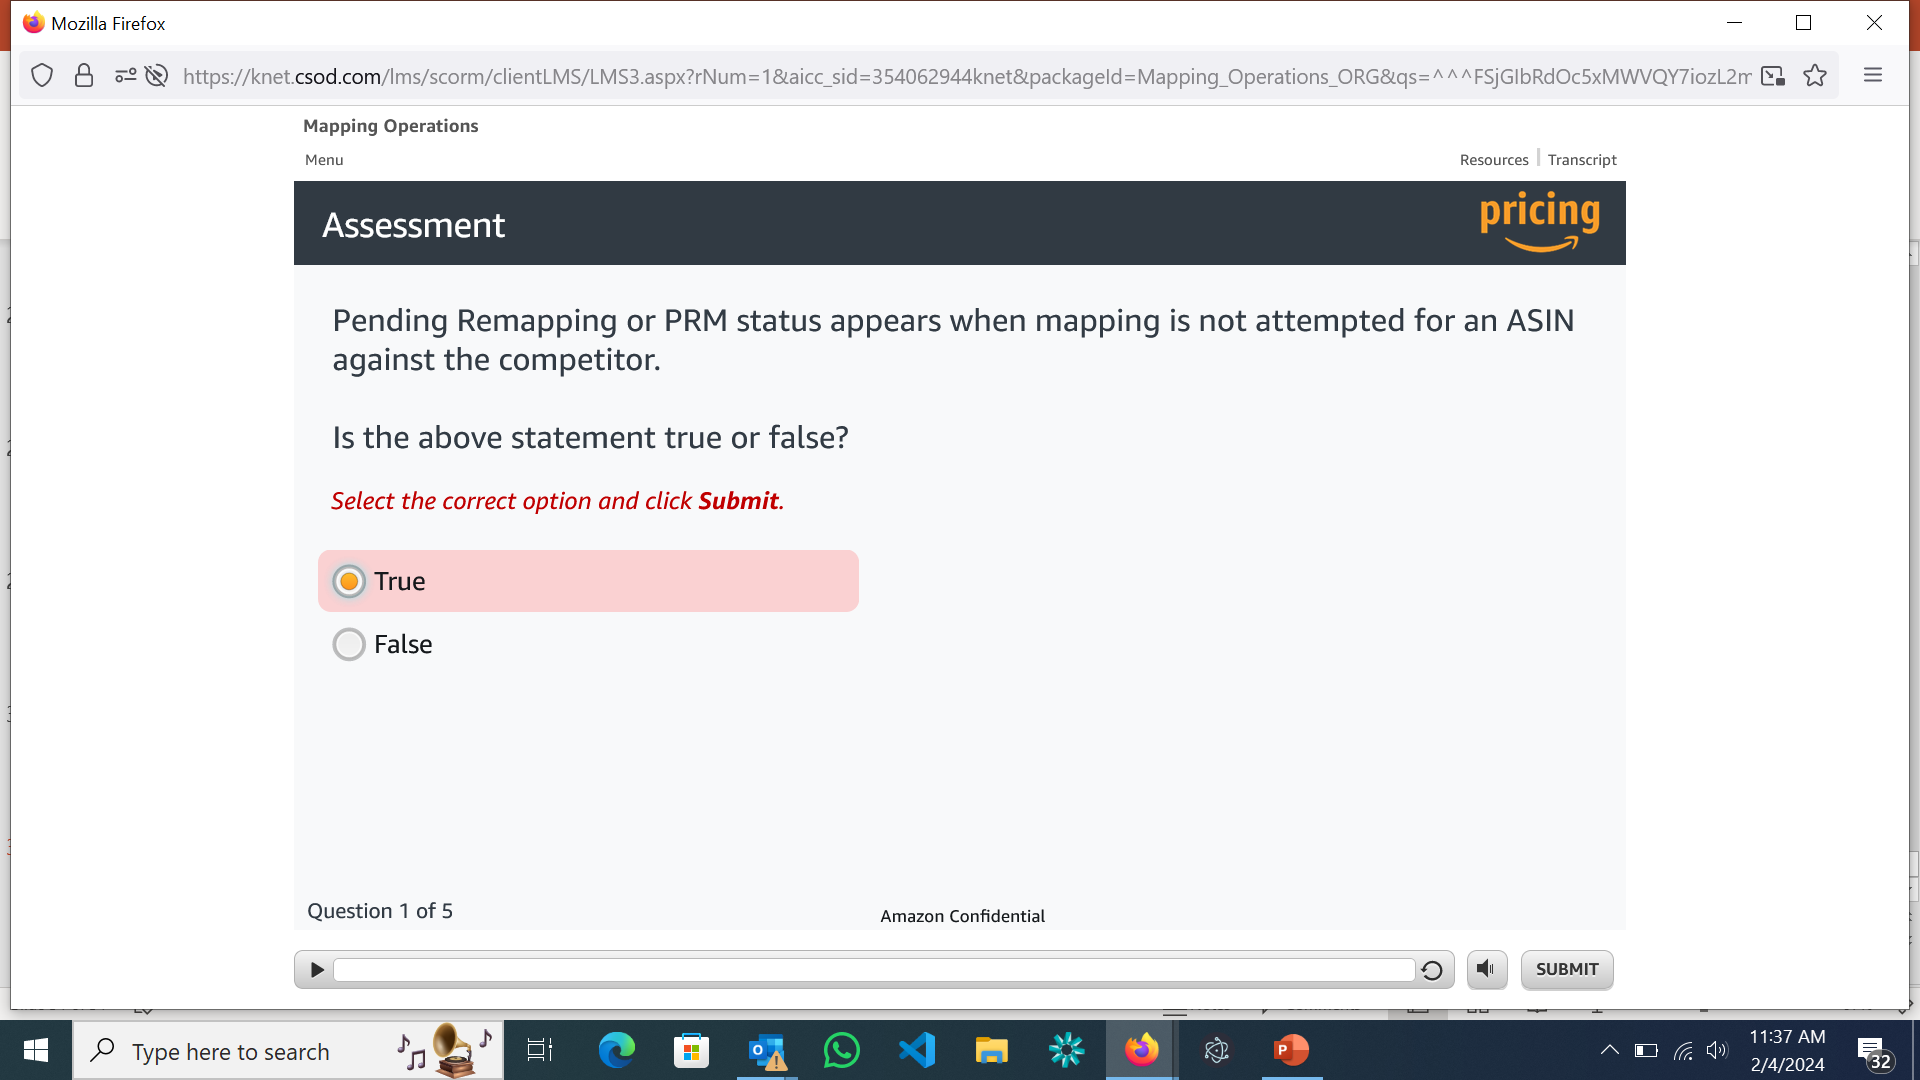 Mozilla Firefox
https://knet.csod.com/lms/scorm/clientLMS/LMS3.aspx?rNum=1&aicc_sid=354062944knet&packageId=Mapping_Operations_ORG&qs=^^^FSjGIbRdOc5xMWVQY7iozL2m
Mapping Operations
Menu
Resources
Transcript
Assessment
pricing
Pending Remapping or PRM status appears when mapping is not attempted for an ASIN
against the competitor.
Is the above statement true or false?
Select the correct option and click Submit.
True
False
Question 1 of 5
Amazon Confidential
SUBMIT
Type here to search
11:37 AM
2/4/2024
32